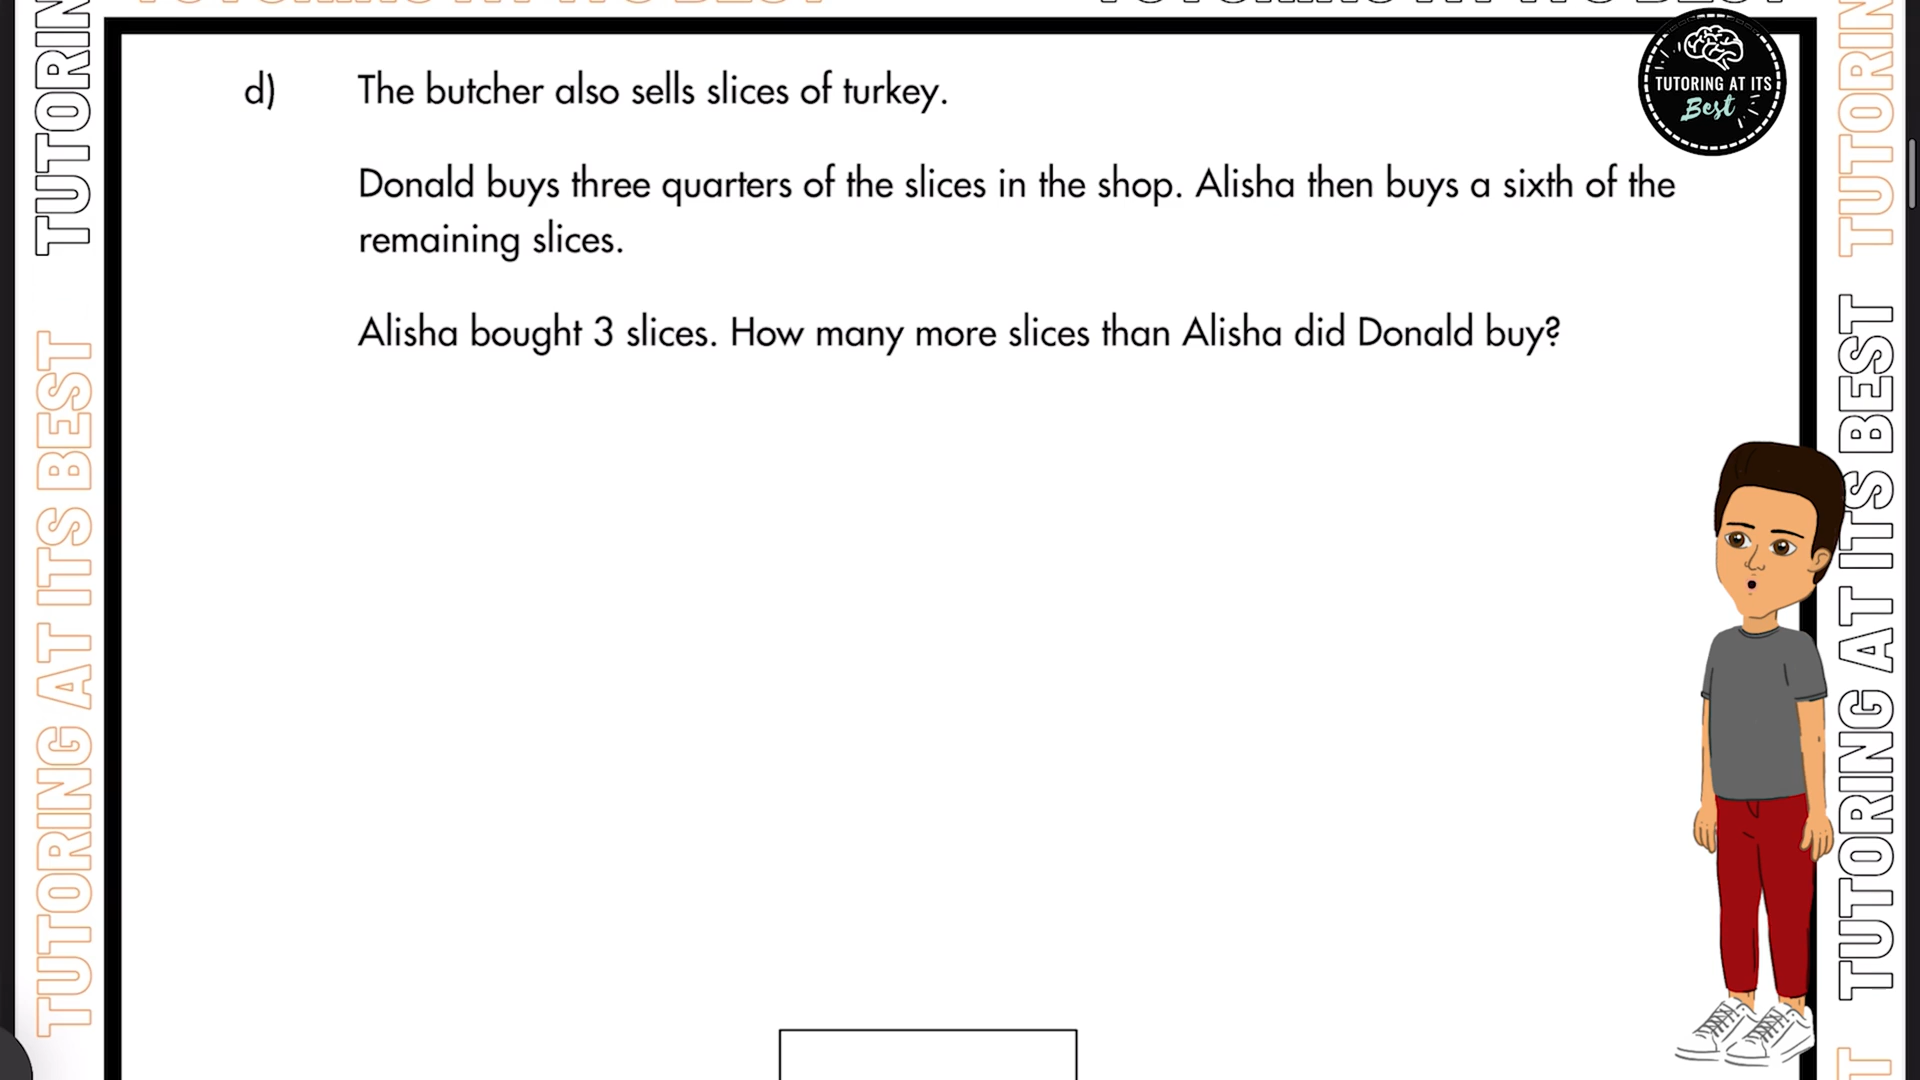 d) The butcher also sells slices of turkey.
Donald buys three quarters of the slices in the shop. Alisha then buys a sixth of the
remaining slices.
Alisha bought 3 slices. How many more slices than Alisha did Donald buy?
TUTORING AT ITS
Best
TUTORING AT ITS BEST
TUTORING AT ITS BEST